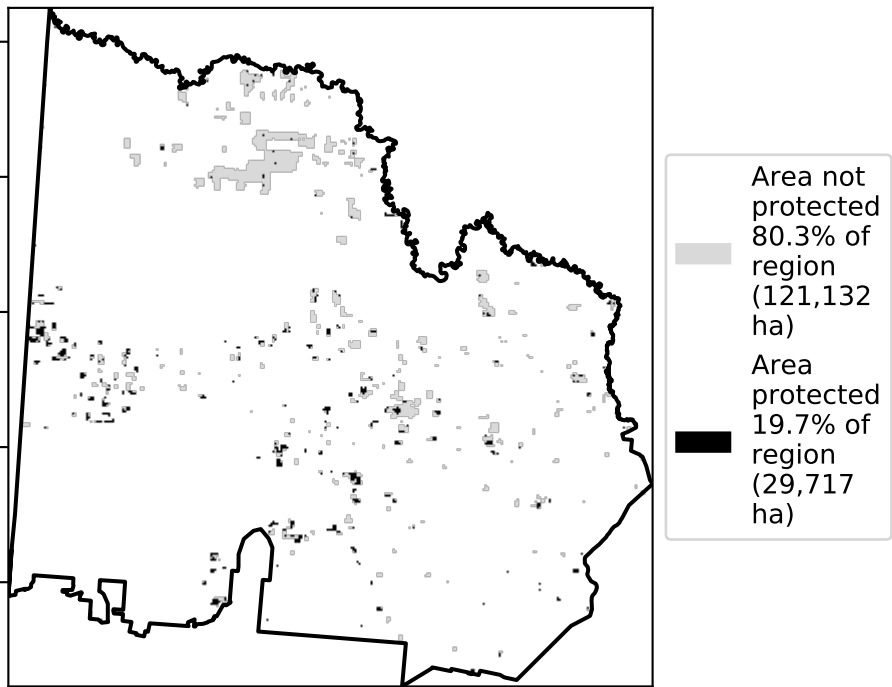 Area not
protected
80.3% of
region
(121,132
ha)
Area
protected
19.7% of
region
(29,717
ha)